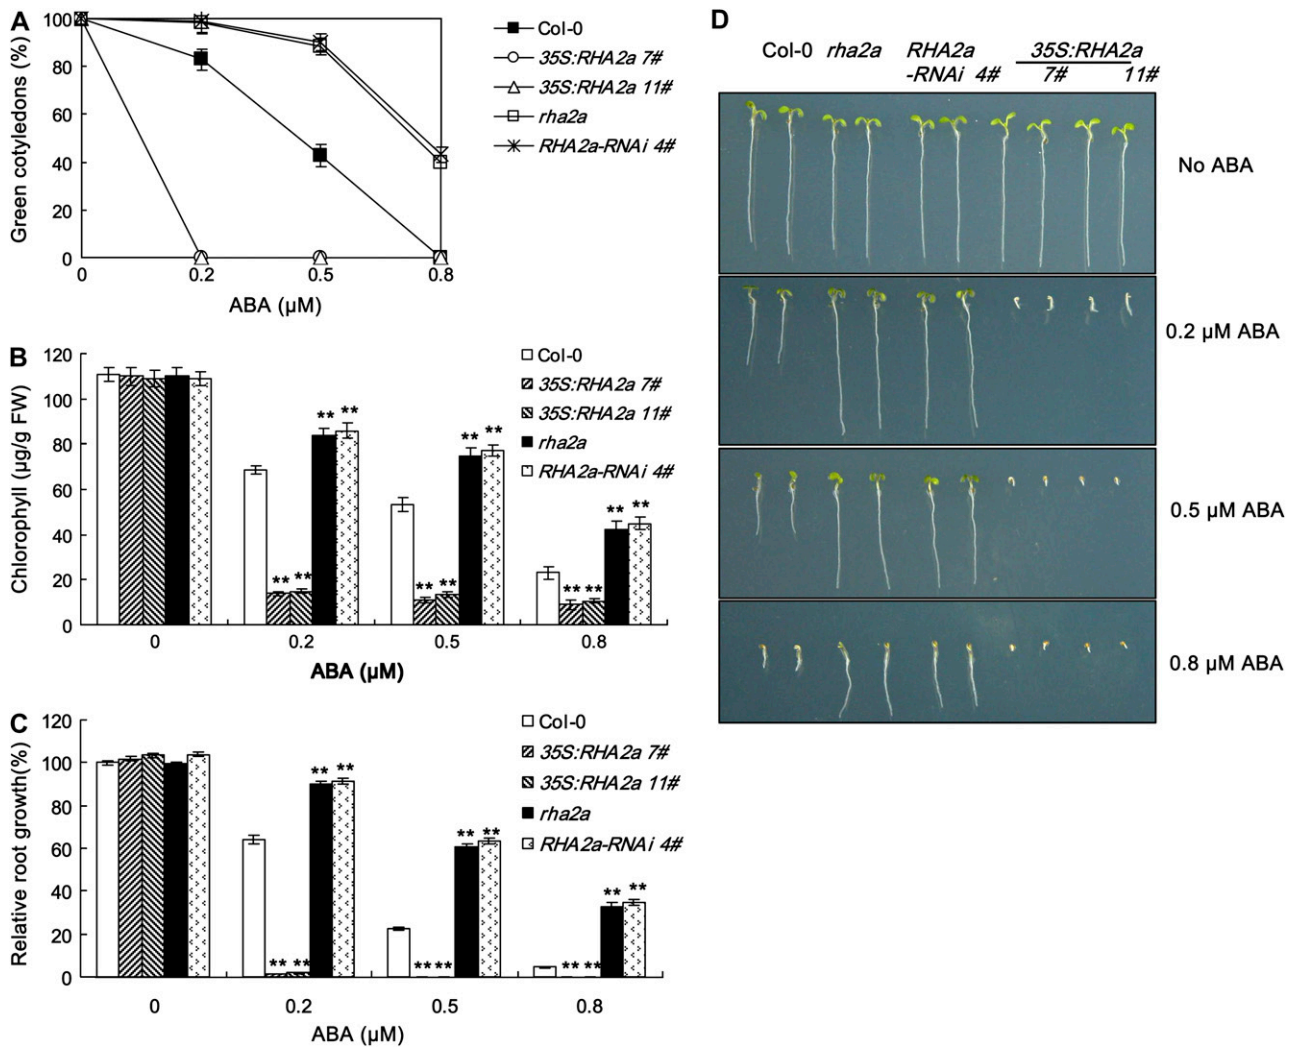 A
Green cotyledons (%)
100
80
60
40
20
0
0 0.2 0.5 0.8
ABA (µM)
Col-0
35S:RHA2a 7#
35S:RHA2a 11#
rha2a
RHA2a-RNAi 4#
B
Chlorophyll (µg/g FW)
120
100
80
60
40
20
0
** ** ** **
** ** ** **
** ** ** **
0 0.2 0.5 0.8
ABA (µM)
Col-0
35S:RHA2a 7#
35S:RHA2a 11#
rha2a
RHA2a-RNAi 4#
C
Relative root growth(%)
120
100
80
60
40
20
0
** ** ** **
** ** ** **
** ** ** **
0 0.2 0.5 0.8
ABA (µM)
Col-0
35S:RHA2a 7#
35S:RHA2a 11#
rha2a
RHA2a-RNAi 4#
D
Col-0 rha2a RHA2a 35S:RHA2a
-RNAi 4# 7# 11#
No ABA
0.2 µM ABA
0.5 µM ABA
0.8 µM ABA